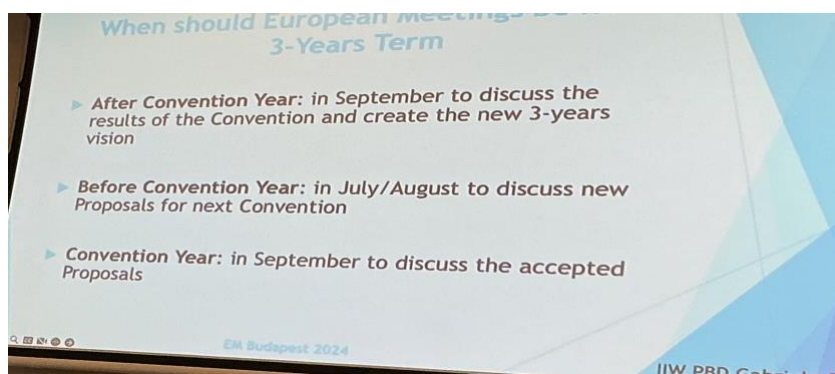 When should European Meetings
3-Years Term
After Convention Year: in September to discuss the
results of the Convention and create the new 3-years
vision
Before Convention Year: in July/August to discuss new
Proposals for next Convention
Convention Year: in September to discuss the accepted
Proposals
EM Budapest 2024
IIW PBD